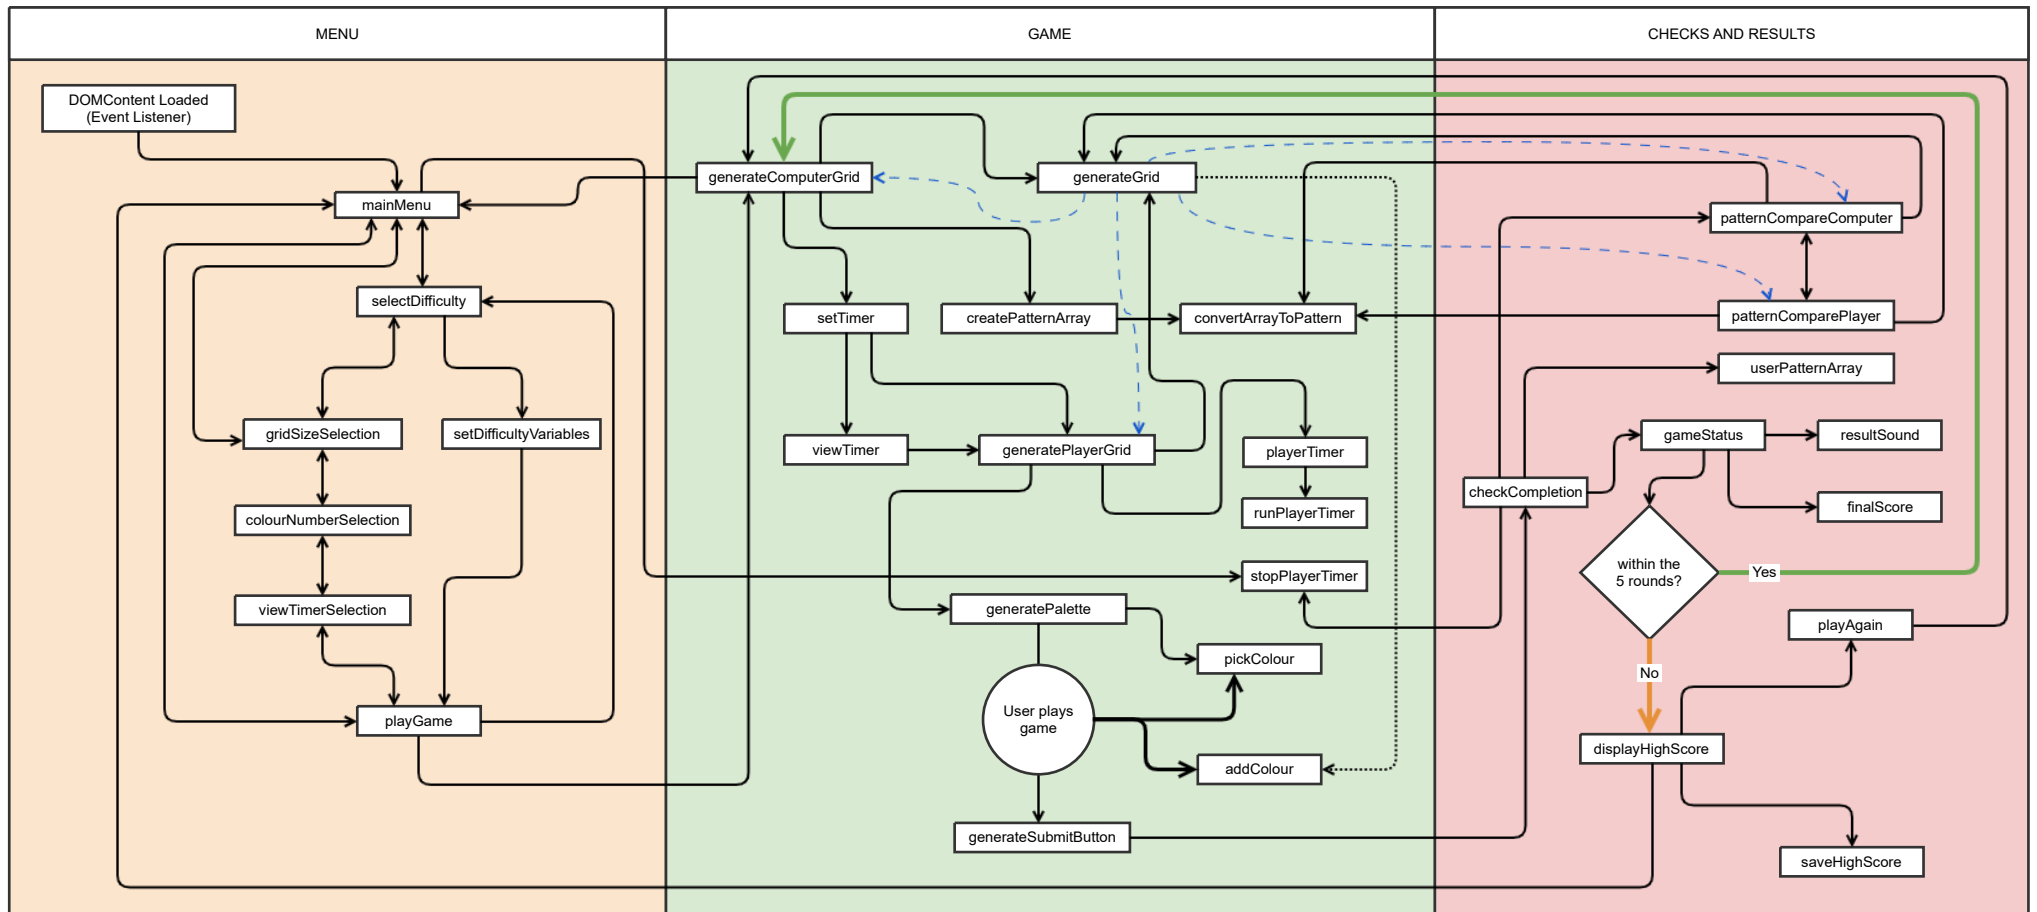 MENU
GAME
CHECKS AND RESULTS
DOMContent Loaded
(Event Listener)
mainMenu
selectDifficulty
gridSizeSelection
setDifficultyVariables
colourNumberSelection
viewTimerSelection
playGame
generateComputerGrid
generateGrid
setTimer
createPatternArray
convertArrayToPattern
viewTimer
generatePlayerGrid
playerTimer
runPlayerTimer
stopPlayerTimer
generatePalette
pickColour
User plays
game
addColour
generateSubmitButton
patternCompareComputer
patternComparePlayer
userPatternArray
gameStatus
resultSound
checkCompletion
finalScore
within the
5 rounds?
Yes
playAgain
No
displayHighScore
saveHighScore